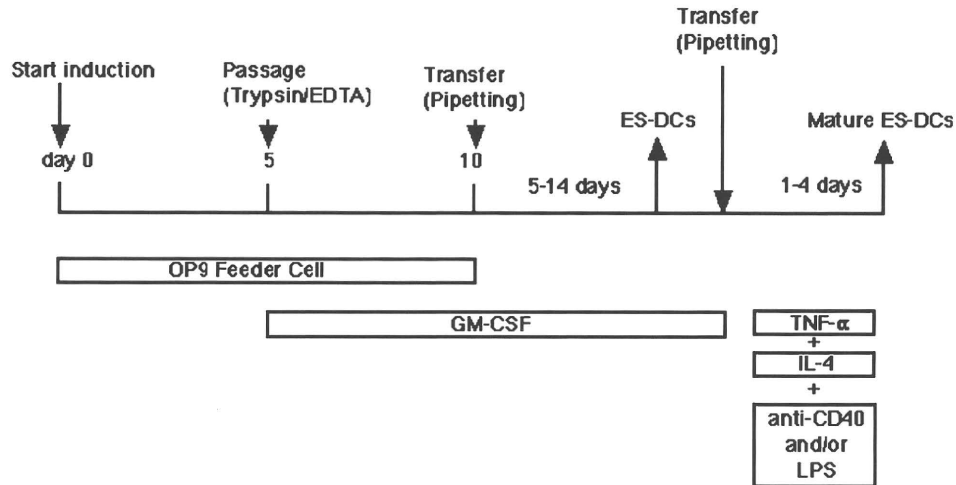 Transfer
(Pipetting)
Start induction
Passage
(Trypsin/EDTA)
Transfer
(Pipetting)
ES-DCs
Mature ES-DCs
day 0
5
10
5-14 days
1-4 days
OP9 Feeder Cell
GM-CSF
TNF-α
+
IL-4
+
anti-CD40
and/or
LPS